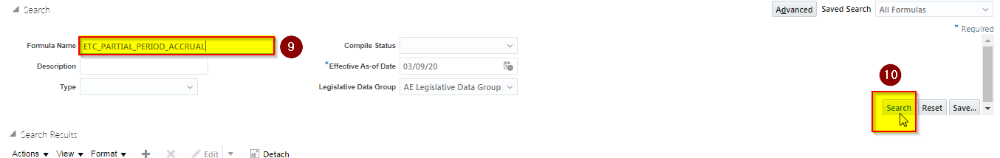 Search
Advanced Saved Search All Formulas
* Required
Formula Name ETC_PARTIAL_PERIOD_ACCRUAL 9 Compile Status
Description *Effective As-of Date 03/09/20
10
Type Legislative Data Group AE Legislative Data Group
Search Reset Save...
Search Results
Actions View Format Edit Detach